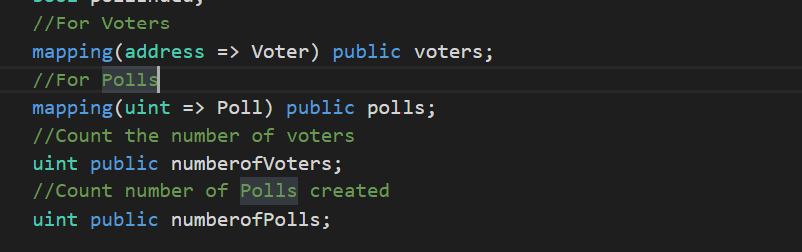 //For Voters
mapping(address => Voter) public voters;
//For Polls
mapping(uint => Poll) public polls;
//Count the number of voters
uint public numberofVoters;
//Count number of Polls created
uint public numberofPolls;